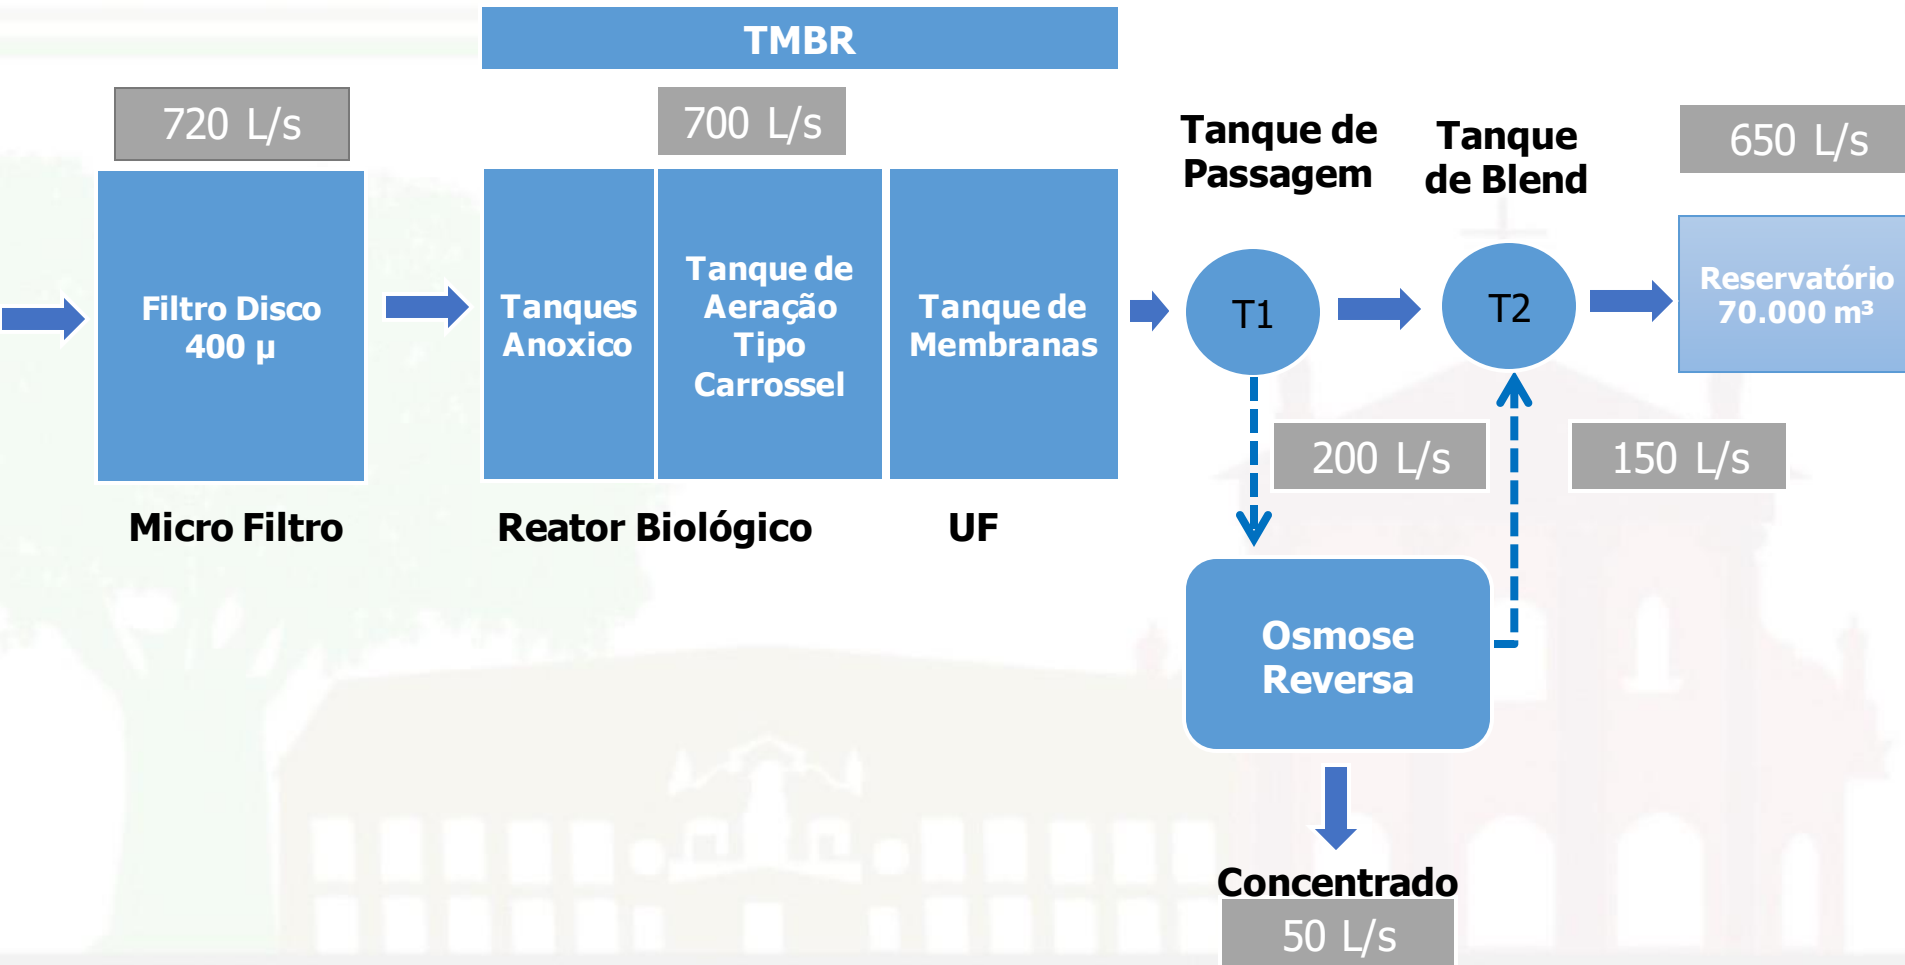 TMBR
720 L/s
700 L/s
Tanque de
Passagem
Tanque
de Blend
650 L/s
Filtro Disco
400 µ
Tanques
Anoxico
Tanque de
Aeração
Tipo
Carrossel
Tanque de
Membranas
T1
T2
Reservatório
70.000 m³
Micro Filtro
Reator Biológico
UF
200 L/s
150 L/s
Osmose
Reversa
Concentrado
50 L/s